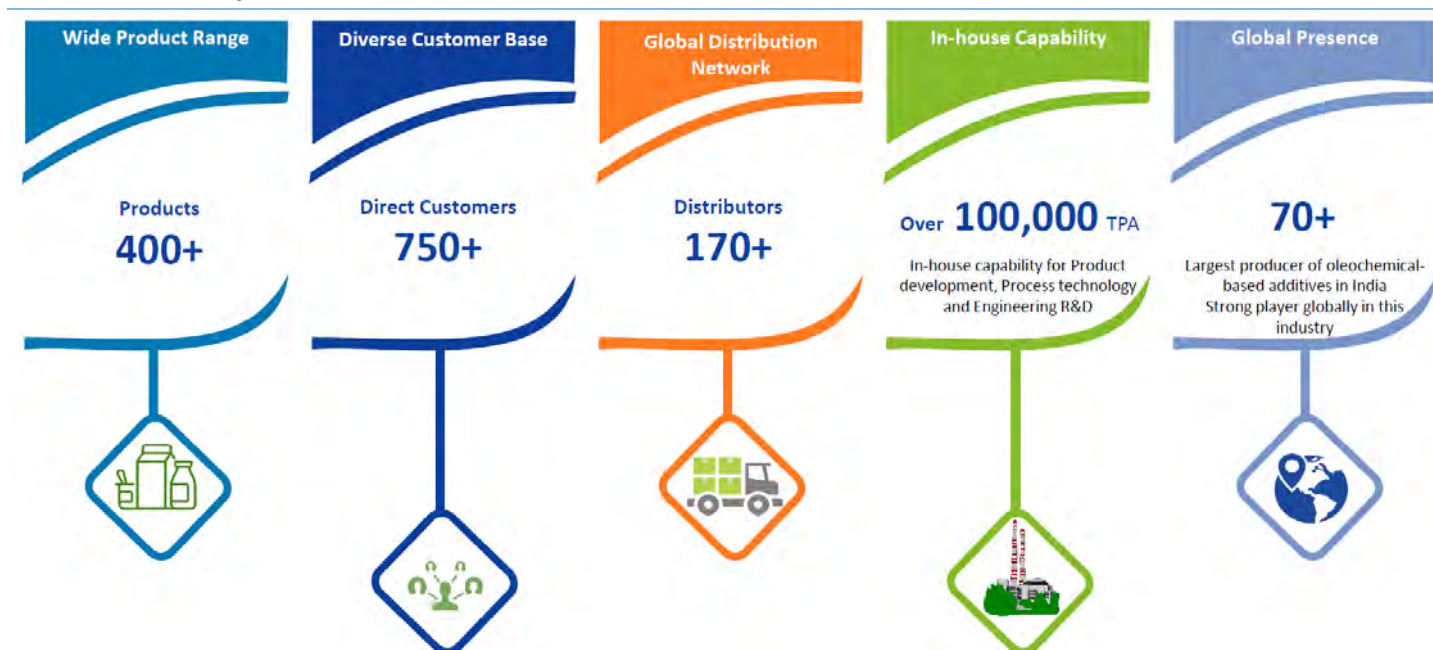 Wide Product Range
Products
400+
Diverse Customer Base
Direct Customers
750+
Global Distribution
Network
Distributors
170+
In-house Capability
Over 100,000 TPA
In-house capability for Product
development, Process technology
and Engineering R&D
Global Presence
70+
Largest producer of oleochemical-
based additives in India
Strong player globally in this
industry